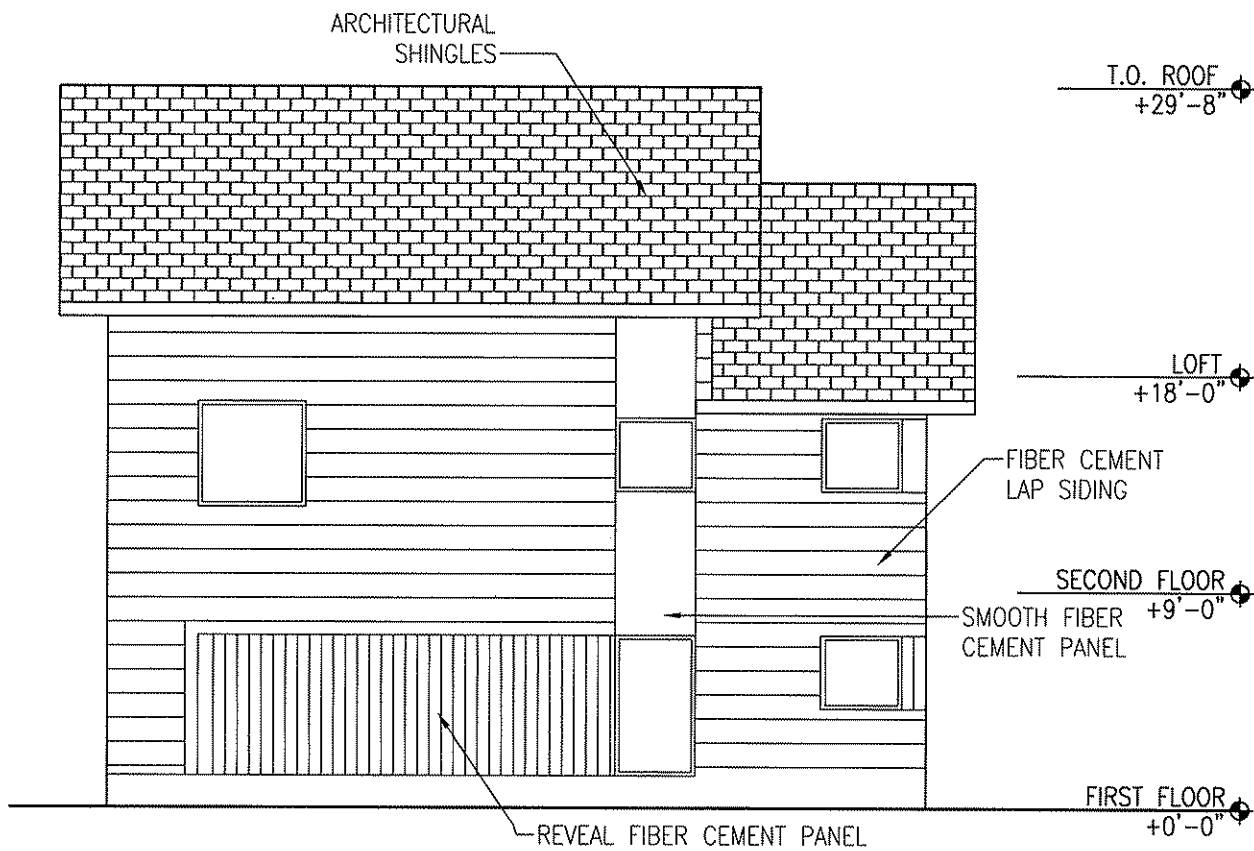 ARCHITECTURAL
SHINGLES
T.O. ROOF
+29'-8"
LOFT
+18'-0"
FIBER CEMENT
LAP SIDING
SECOND FLOOR
+9'-0"
SMOOTH FIBER
CEMENT PANEL
FIRST FLOOR
+0'-0"
REVEAL FIBER CEMENT PANEL